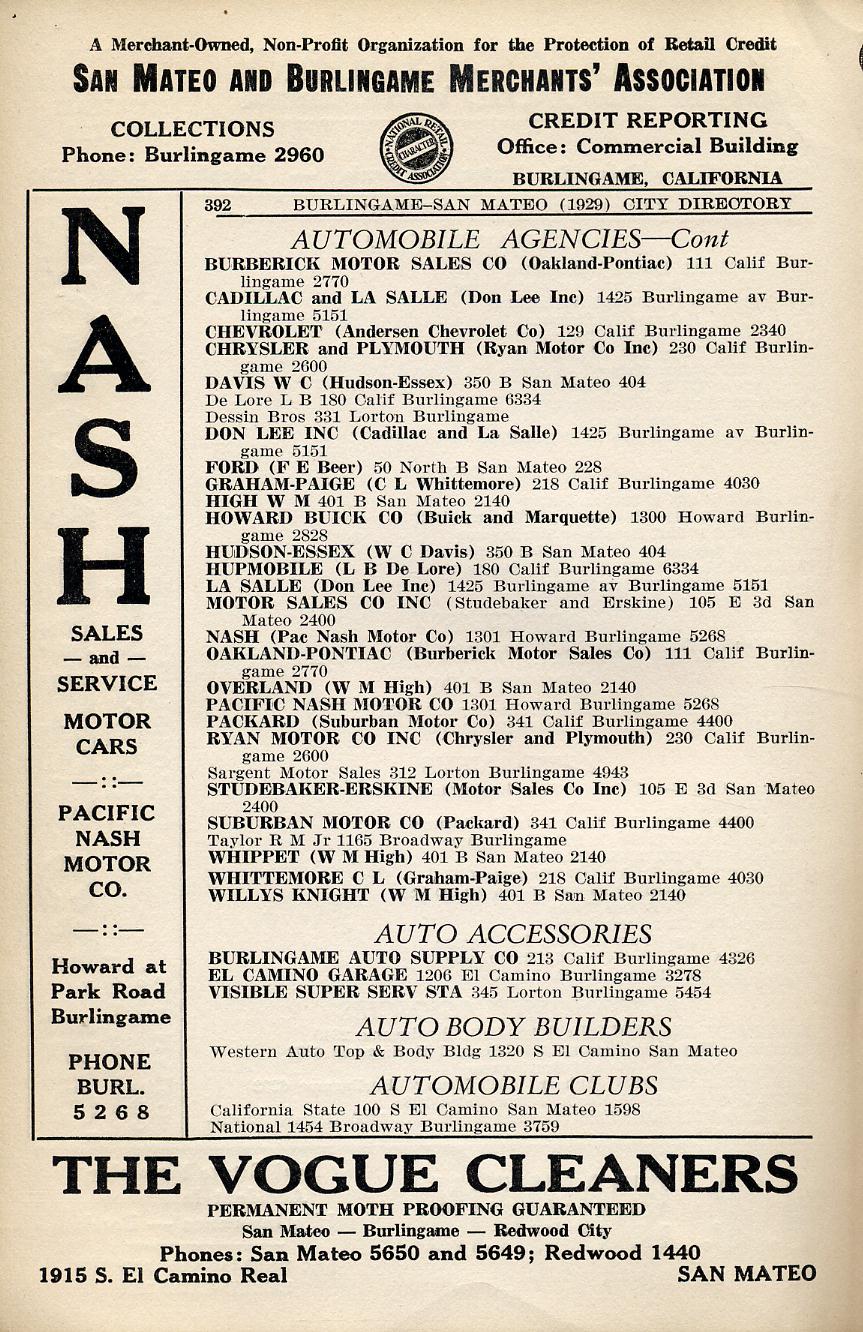 A Merchant-Owned, Non-Profit Organization for the Protection of Retail Credit
SAN MATEO AND BURLINGAME MERCHANTS' ASSOCIATION
COLLECTIONS
Phone: Burlingame 2960
NATIONAL RETAIL
CHARACTER
CREDIT ASSOCIATION
CREDIT REPORTING
Office: Commercial Building
BURLINGAME, CALIFORNIA
NASH
SALES
— and —
SERVICE
MOTOR
CARS
—::—
PACIFIC
NASH
MOTOR
CO.
—::—
Howard at
Park Road
Burlingame
PHONE
BURL.
5268
392 BURLINGAME–SAN MATEO (1929) CITY DIRECTORY
AUTOMOBILE AGENCIES—Cont
BURBERICK MOTOR SALES CO (Oakland-Pontiac) 111 Calif Bur-
lingame 2770
CADILLAC and LA SALLE (Don Lee Inc) 1425 Burlingame av Bur-
lingame 5151
CHEVROLET (Andersen Chevrolet Co) 129 Calif Burlingame 2340
CHRYSLER and PLYMOUTH (Ryan Motor Co Inc) 230 Calif Burlin-
game 2600
DAVIS W C (Hudson-Essex) 350 B San Mateo 404
De Lore L B 180 Calif Burlingame 6334
Dessin Bros 331 Lorton Burlingame
DON LEE INC (Cadillac and La Salle) 1425 Burlingame av Burlin-
game 5151
FORD (F E Beer) 50 North B San Mateo 228
GRAHAM-PAIGE (C L Whittemore) 218 Calif Burlingame 4030
HIGH W M 401 B San Mateo 2140
HOWARD BUICK CO (Buick and Marquette) 1300 Howard Burlin-
game 2828
HUDSON-ESSEX (W C Davis) 350 B San Mateo 404
HUPMOBILE (L B De Lore) 180 Calif Burlingame 6334
LA SALLE (Don Lee Inc) 1425 Burlingame av Burlingame 5151
MOTOR SALES CO INC (Studebaker and Erskine) 105 E 3d San
Mateo 2400
NASH (Pac Nash Motor Co) 1301 Howard Burlingame 5268
OAKLAND-PONTIAC (Burberick Motor Sales Co) 111 Calif Burlin-
game 2770
OVERLAND (W M High) 401 B San Mateo 2140
PACIFIC NASH MOTOR CO 1301 Howard Burlingame 5268
PACKARD (Suburban Motor Co) 341 Calif Burlingame 4400
RYAN MOTOR CO INC (Chrysler and Plymouth) 230 Calif Burlin-
game 2600
Sargent Motor Sales 312 Lorton Burlingame 4943
STUDEBAKER-ERSKINE (Motor Sales Co Inc) 105 E 3d San Mateo
2400
SUBURBAN MOTOR CO (Packard) 341 Calif Burlingame 4400
Taylor R M Jr 1165 Broadway Burlingame
WHIPPET (W M High) 401 B San Mateo 2140
WHITTEMORE C L (Graham-Paige) 218 Calif Burlingame 4030
WILLYS KNIGHT (W M High) 401 B San Mateo 2140
AUTO ACCESSORIES
BURLINGAME AUTO SUPPLY CO 213 Calif Burlingame 4326
EL CAMINO GARAGE 1206 El Camino Burlingame 3278
VISIBLE SUPER SERV STA 345 Lorton Burlingame 5454
AUTO BODY BUILDERS
Western Auto Top & Body Bldg 1320 S El Camino San Mateo
AUTOMOBILE CLUBS
California State 100 S El Camino San Mateo 1598
National 1454 Broadway Burlingame 3759
THE VOGUE CLEANERS
PERMANENT MOTH PROOFING GUARANTEED
San Mateo — Burlingame — Redwood City
Phones: San Mateo 5650 and 5649; Redwood 1440
1915 S. El Camino Real SAN MATEO